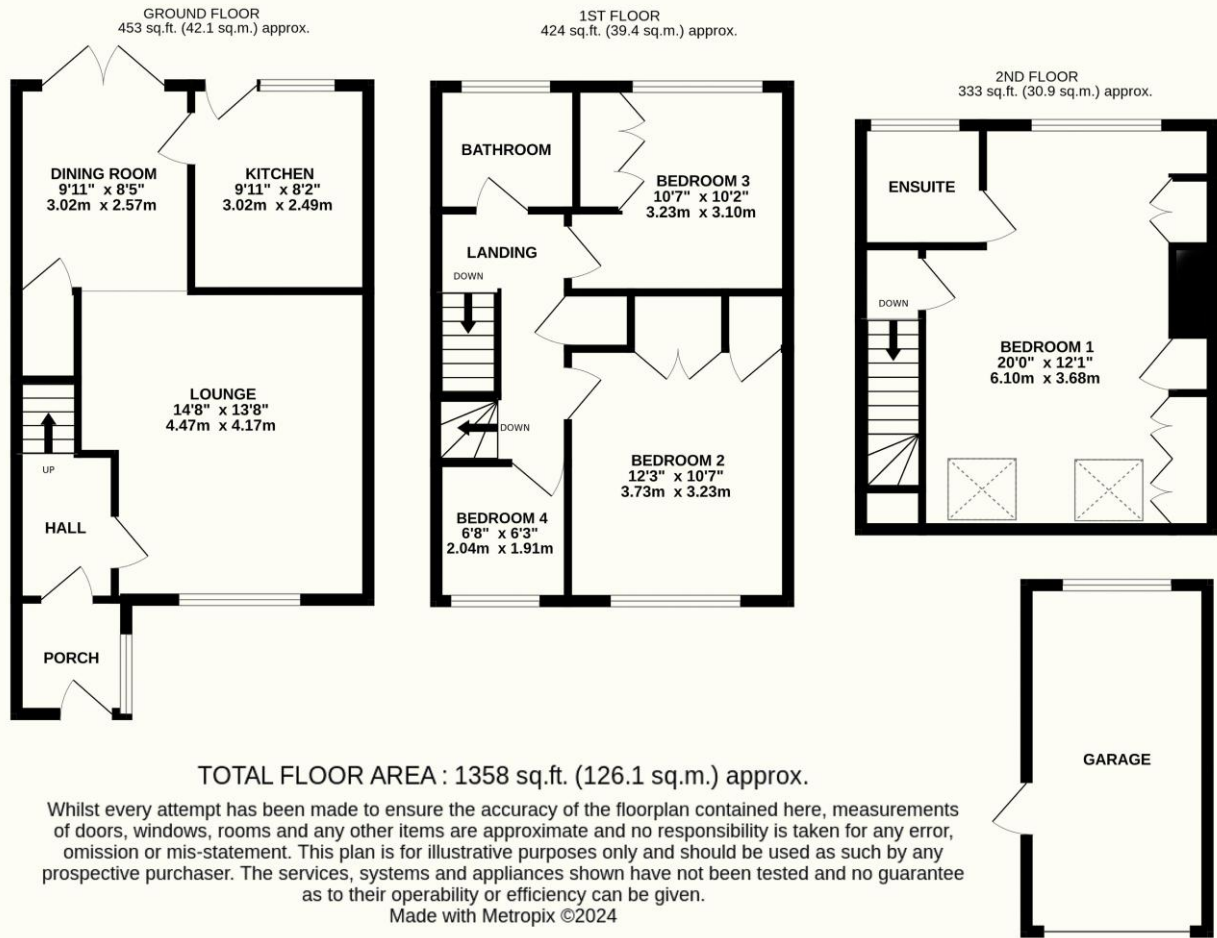 GROUND FLOOR
453 sq.ft. (42.1 sq.m.) approx.
DINING ROOM
9'11" x 8'5"
3.02m x 2.57m
KITCHEN
9'11" x 8'2"
3.02m x 2.49m
LOUNGE
14'8" x 13'8"
4.47m x 4.17m
UP
HALL
PORCH
1ST FLOOR
424 sq.ft. (39.4 sq.m.) approx.
BATHROOM
BEDROOM 3
10'7" x 10'2"
3.23m x 3.10m
LANDING
DOWN
DOWN
BEDROOM 2
12'3" x 10'7"
3.73m x 3.23m
BEDROOM 4
6'8" x 6'3"
2.04m x 1.91m
2ND FLOOR
333 sq.ft. (30.9 sq.m.) approx.
ENSUITE
DOWN
BEDROOM 1
20'0" x 12'1"
6.10m x 3.68m
GARAGE
TOTAL FLOOR AREA : 1358 sq.ft. (126.1 sq.m.) approx.
Whilst every attempt has been made to ensure the accuracy of the floorplan contained here, measurements
of doors, windows, rooms and any other items are approximate and no responsibility is taken for any error,
omission or mis-statement. This plan is for illustrative purposes only and should be used as such by any
prospective purchaser. The services, systems and appliances shown have not been tested and no guarantee
as to their operability or efficiency can be given.
Made with Metropix ©2024